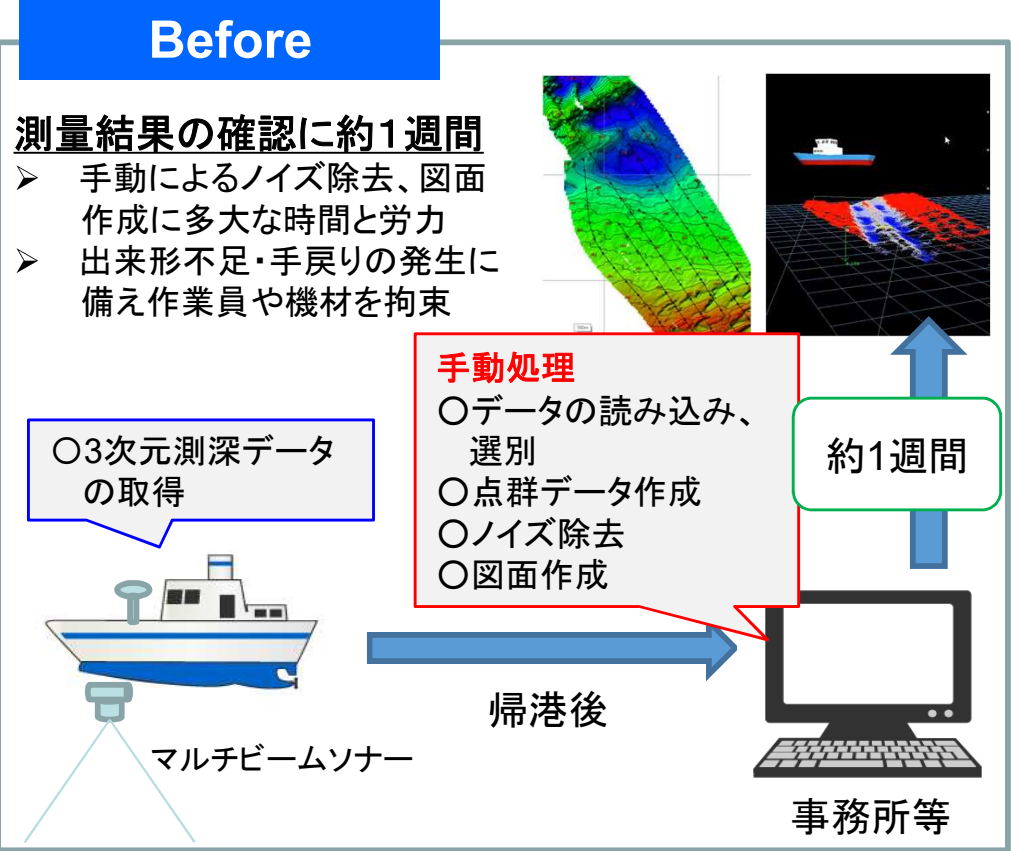 Before
測量結果の確認に約1週間
➢ 手動によるノイズ除去、図面
作成に多大な時間と労力
➢ 出来形不足・手戻りの発生に
備え作業員や機材を拘束
手動処理
〇データの読み込み、
選別
〇点群データ作成
〇ノイズ除去
〇図面作成
約1週間
〇3次元測深データ
の取得
帰港後
マルチビームソナー
事務所等